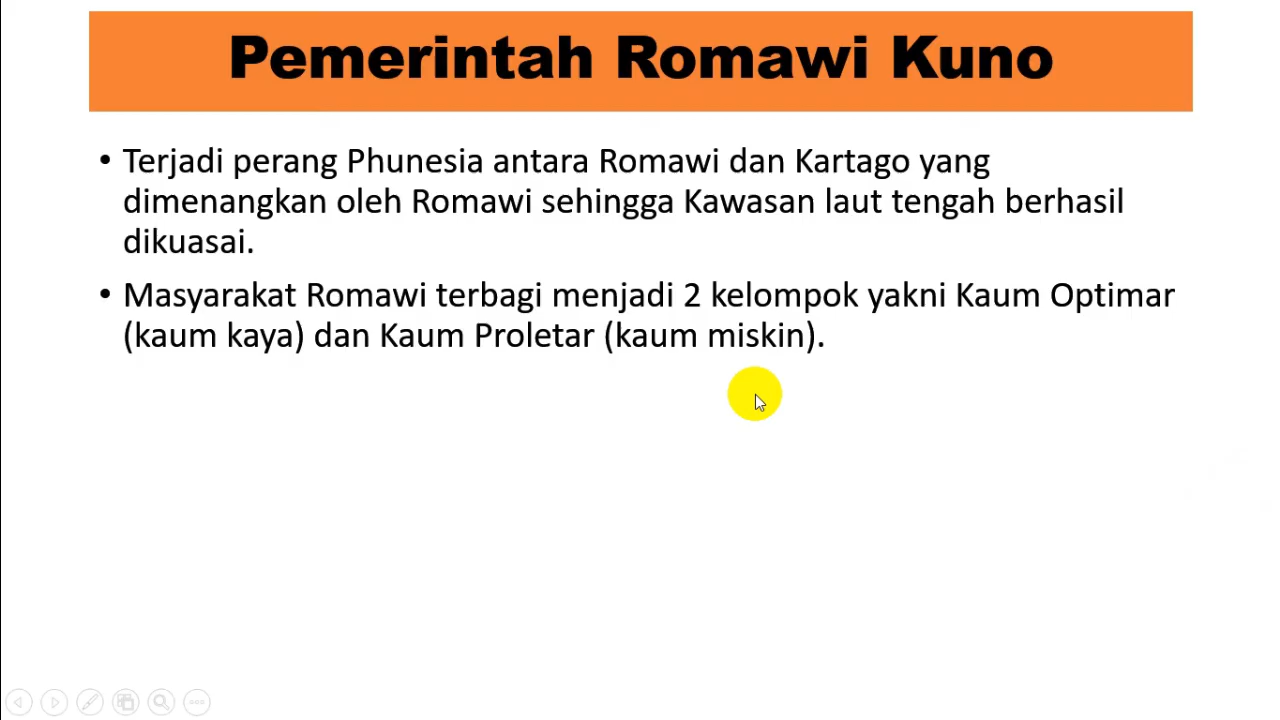 Pemerintah Romawi Kuno
• Terjadi perang Phunesia antara Romawi dan Kartago yang
dimenangkan oleh Romawi sehingga Kawasan laut tengah berhasil
dikuasai.
• Masyarakat Romawi terbagi menjadi 2 kelompok yakni Kaum Optimar
(kaum kaya) dan Kaum Proletar (kaum miskin).